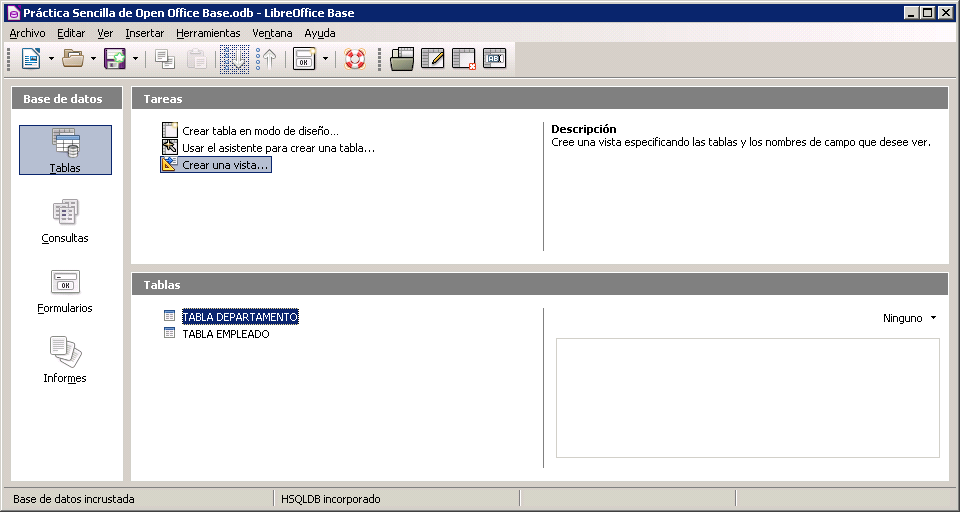 Práctica Sencilla de Open Office Base.odb - LibreOffice Base
Archivo Editar Ver Insertar Herramientas Ventana Ayuda
OK
Base de datos
Tareas
Tablas
Consultas
OK
Formularios
Informes
Crear tabla en modo de diseño...
Usar el asistente para crear una tabla...
Crear una vista...
Descripción
Cree una vista especificando las tablas y los nombres de campo que desee ver.
Tablas
TABLA DEPARTAMENTO
TABLA EMPLEADO
Ninguno
Base de datos incrustada
HSQLDB incorporado